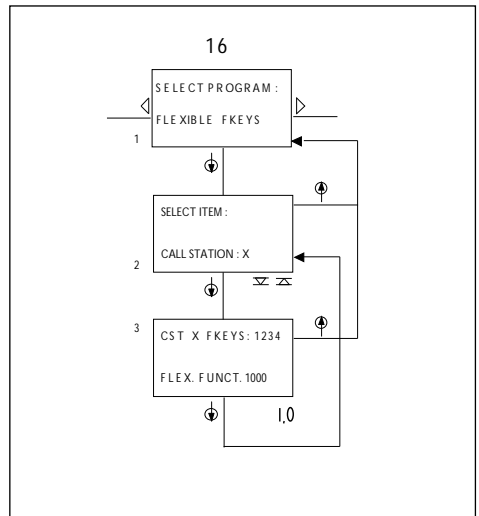 16
SELECT PROGRAM :
FLEXIBLE FKEYS
1
SELECT ITEM :
CALL STATION : X
2
3
CST X FKEYS: 1234
FLEX. FUNCT. 1000
1,0